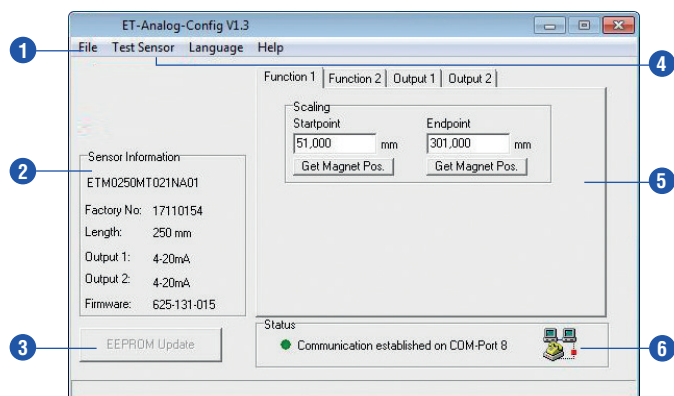 ET-Analog-Config V1.3
1
File Test Sensor Language Help
4
Function 1 Function 2 Output 1 Output 2
Scaling
Startpoint Endpoint
51,000 mm 301,000 mm
Get Magnet Pos. Get Magnet Pos.
2
Sensor Information
ETM0250MT021NA01
Factory No: 17110154
Length: 250 mm
Output 1: 4-20mA
Output 2: 4-20mA
Firmware: 625-131-015
5
3
EEPROM Update
Status
Communication established on COM-Port 8
6